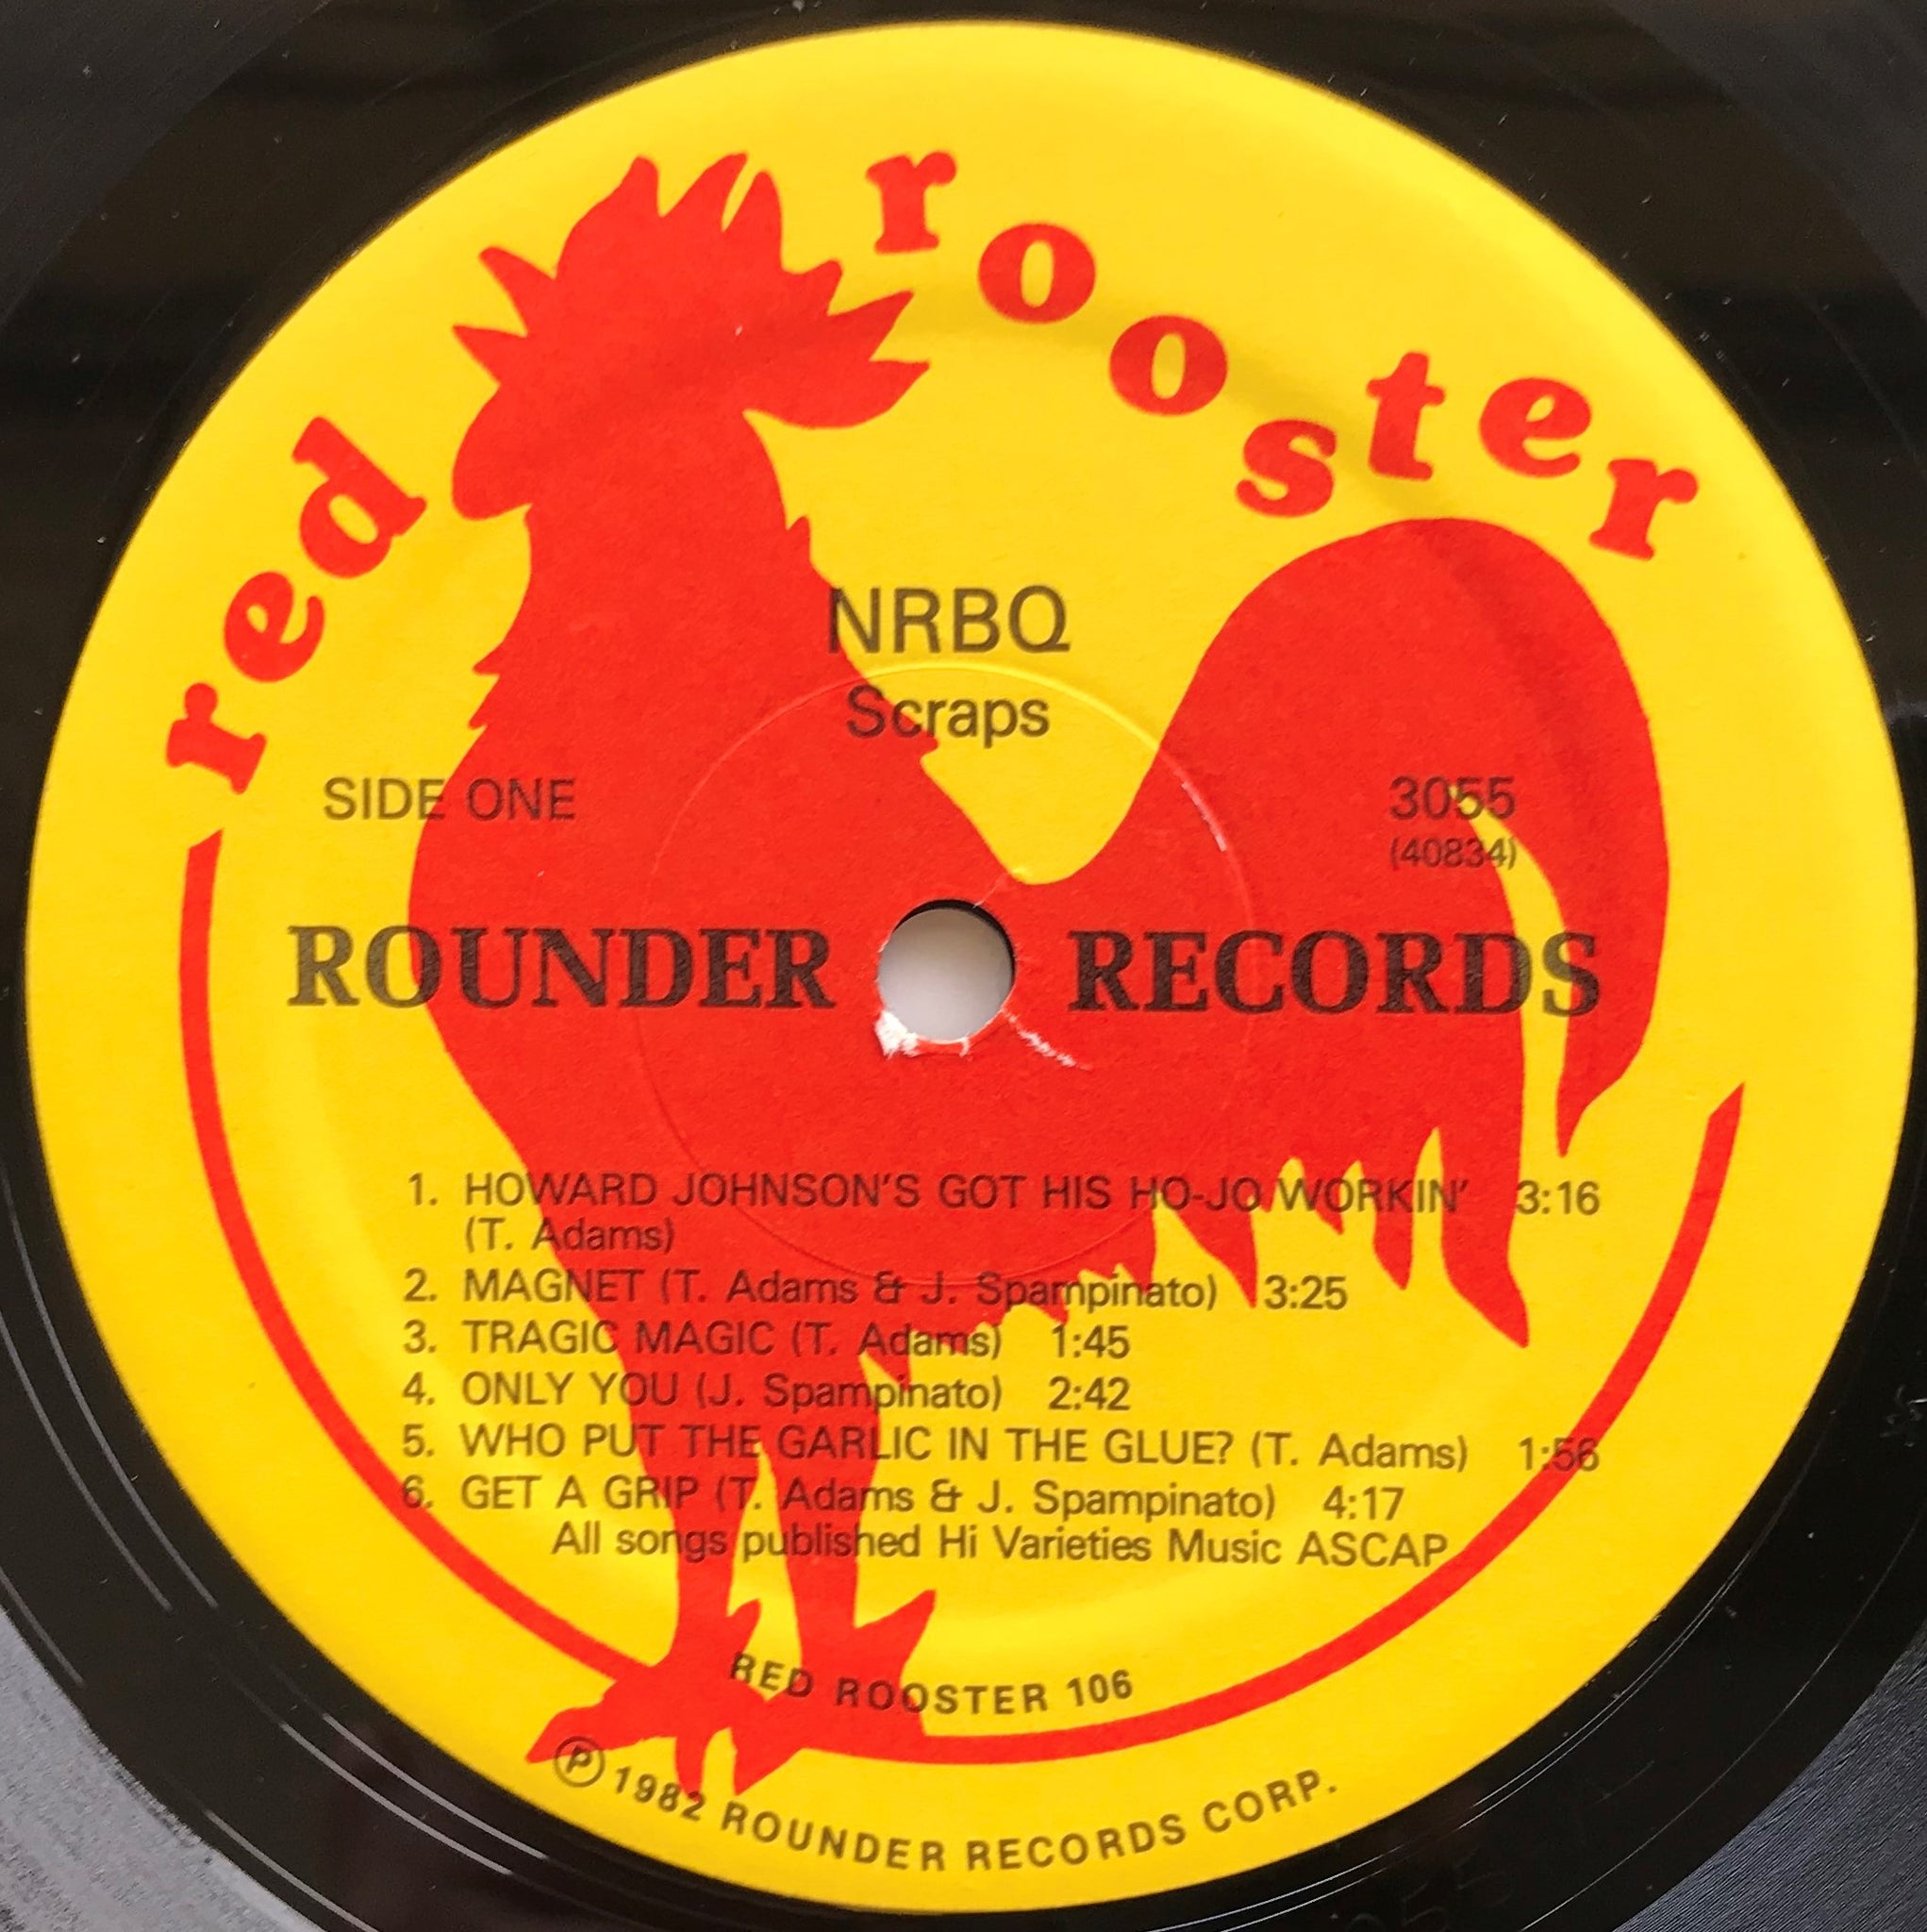 red rooster
NRBQ
Scraps
SIDE ONE
3055
(40834)
ROUNDER RECORDS
1. HOWARD JOHNSON'S GOT HIS HO-JO WORKIN' 3:16
(T. Adams)
2. MAGNET (T. Adams & J. Spampinato) 3:25
3. TRAGIC MAGIC (T. Adams) 1:45
4. ONLY YOU (J. Spampinato) 2:42
5. WHO PUT THE GARLIC IN THE GLUE? (T. Adams) 1:56
6. GET A GRIP (T. Adams & J. Spampinato) 4:17
All songs published Hi Varieties Music ASCAP
RED ROOSTER 106
Ⓟ 1982 ROUNDER RECORDS CORP.